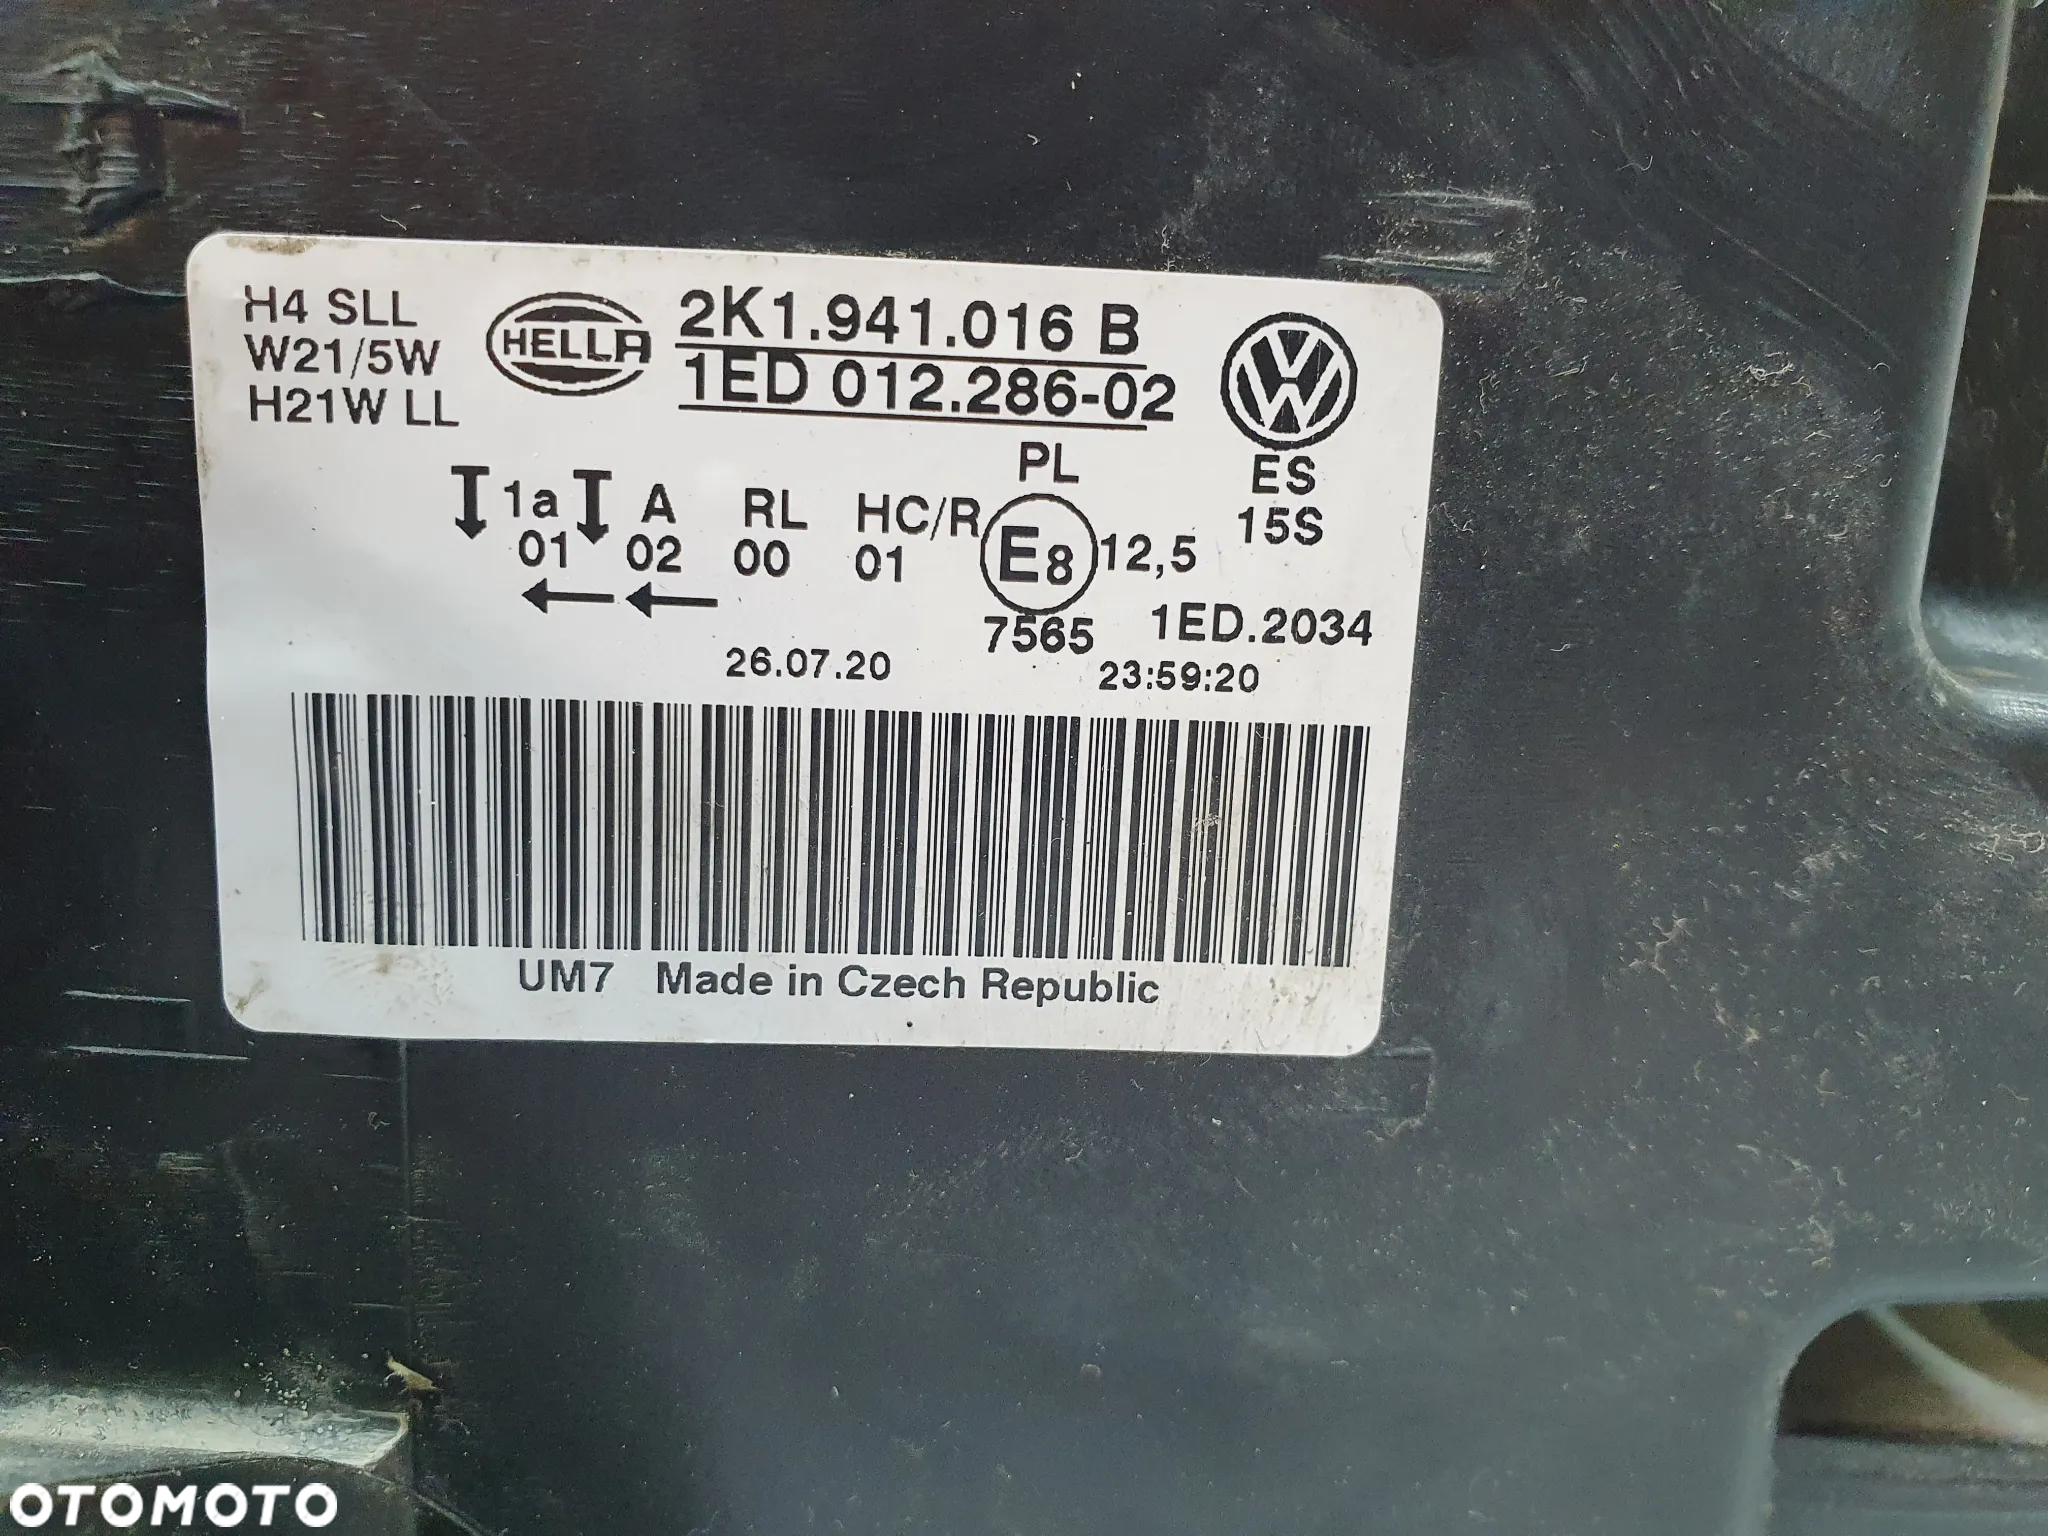 H4 SLL
W21/5W
H21W LL
HELLA
2K1.941.016 B
1ED 012.286-02
PL
ES
15S
1a A RL HC/R
01 02 00 01
E8 12,5
7565 1ED.2034
26.07.20 23:59:20
UM7 Made in Czech Republic
OTOMOTO